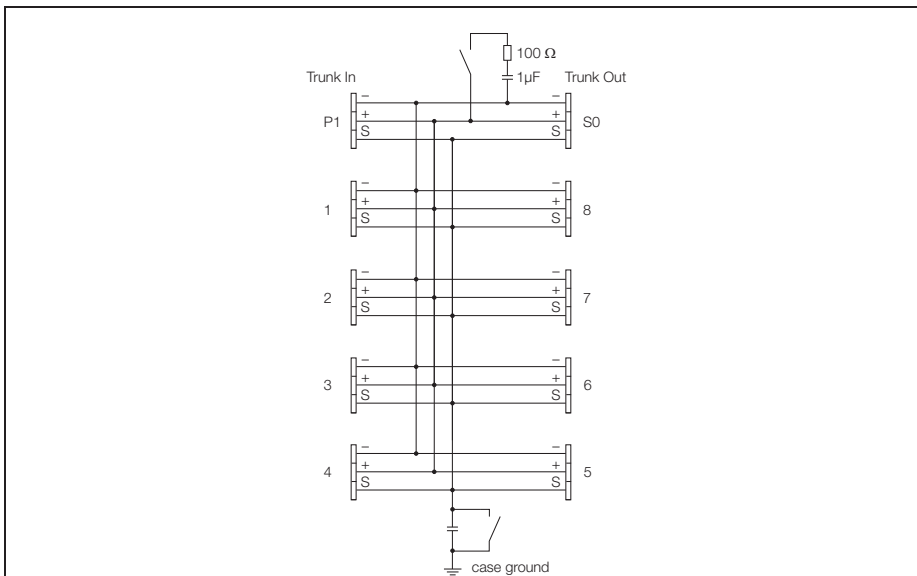 100 Ω
Trunk In 1µF Trunk Out
− −
P1 + + S0
S S
− −
1 + + 8
S S
− −
2 + + 7
S S
− −
3 + + 6
S S
− −
4 + + 5
S S
case ground